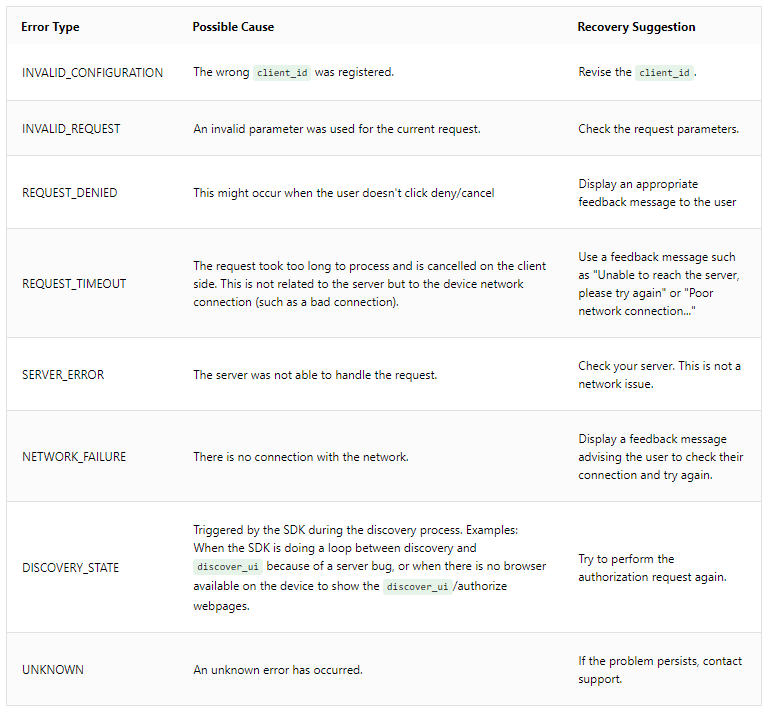 Error Type Possible Cause Recovery Suggestion
INVALID_CONFIGURATION The wrong client_id was registered. Revise the client_id.
INVALID_REQUEST An invalid parameter was used for the current request. Check the request parameters.
REQUEST_DENIED This might occur when the user doesn't click deny/cancel
Display an appropriate
feedback message to the user
REQUEST_TIMEOUT
The request took too long to process and is cancelled on the client
side. This is not related to the server but to the device network
connection (such as a bad connection).
Use a feedback message such
as "Unable to reach the server,
please try again" or "Poor
network connection..."
SERVER_ERROR The server was not able to handle the request.
Check your server. This is not a
network issue.
NETWORK_FAILURE There is no connection with the network.
Display a feedback message
advising the user to check their
connection and try again.
DISCOVERY_STATE
Triggered by the SDK during the discovery process. Examples:
When the SDK is doing a loop between discovery and
discover_ui because of a server bug, or when there is no browser
available on the device to show the discover_ui/authorize
webpages.
Try to perform the
authorization request again.
UNKNOWN An unknown error has occurred.
If the problem persists, contact
support.